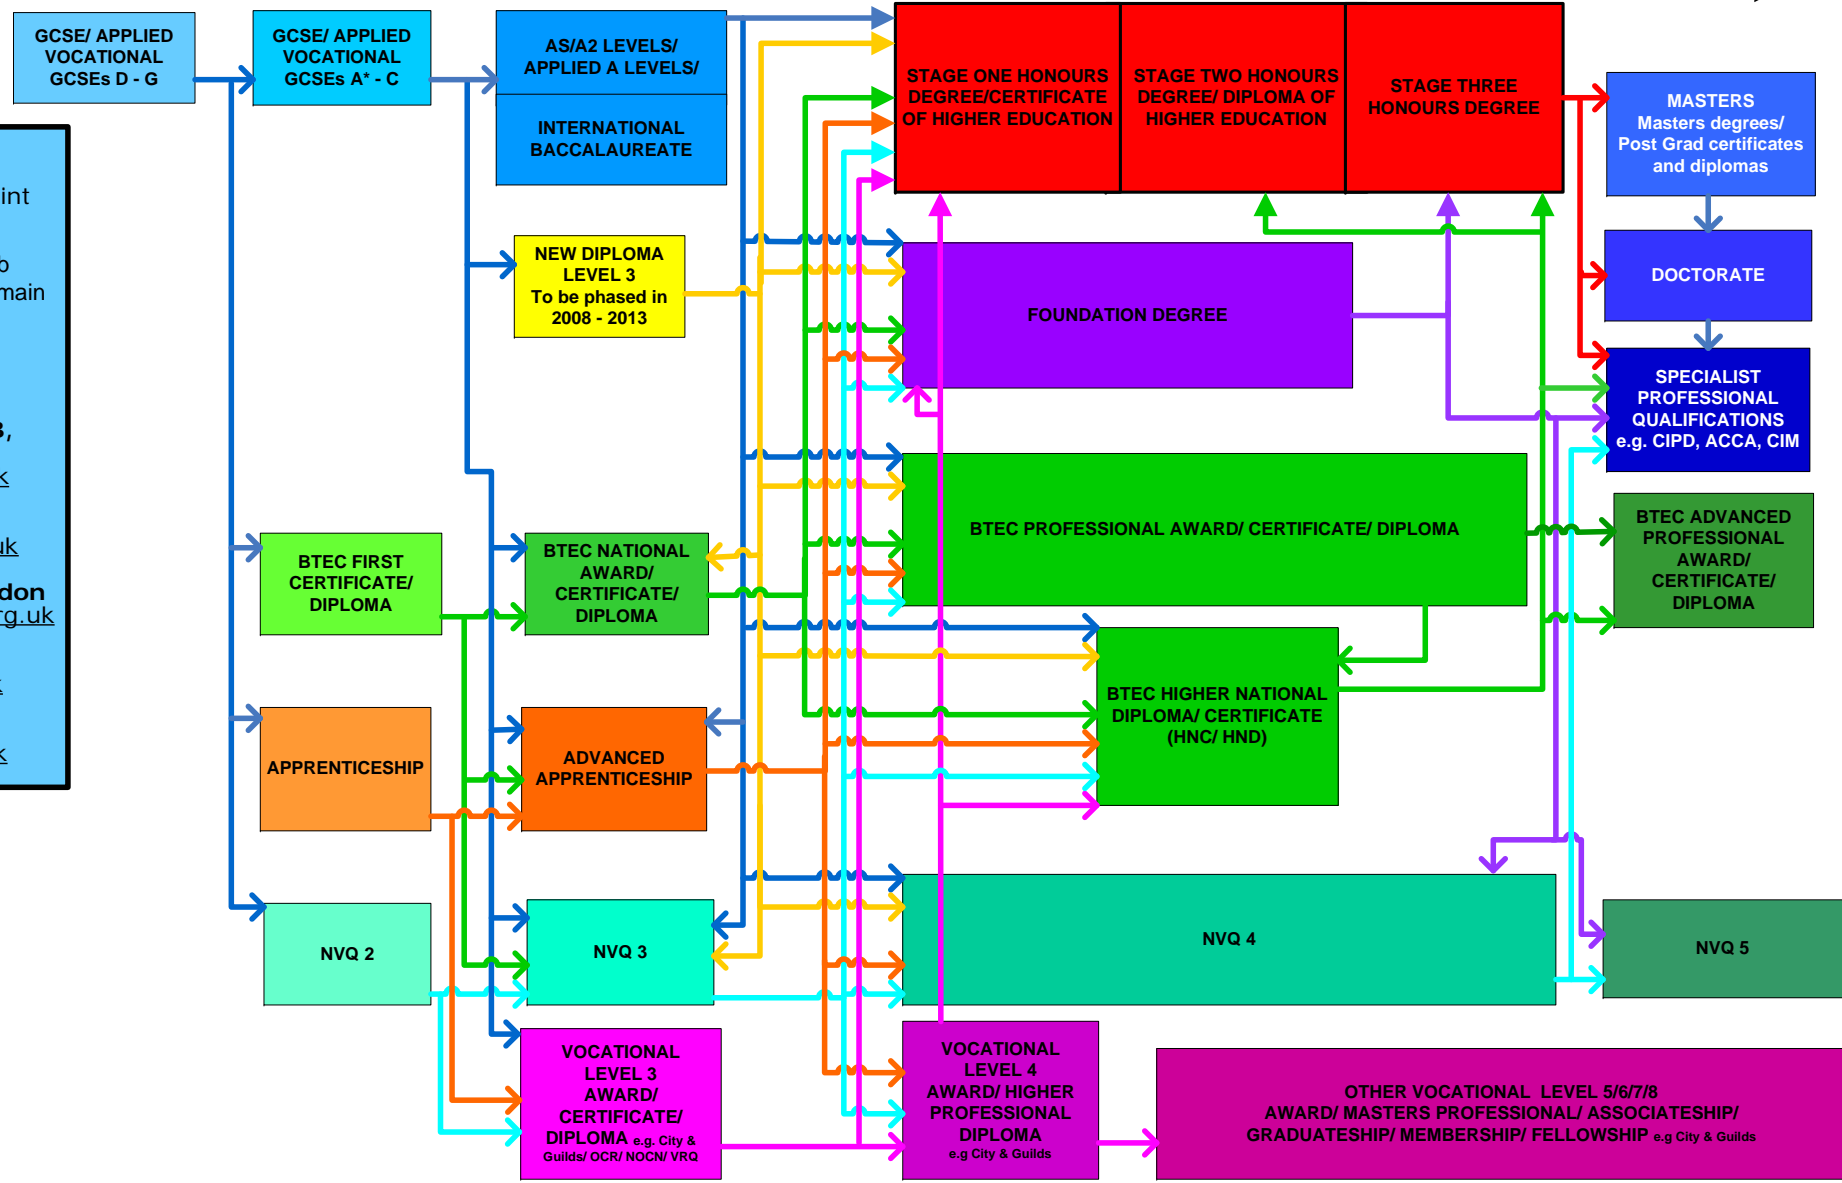 GCSE/ APPLIED
VOCATIONAL
GCSEs D - G
GCSE/ APPLIED
VOCATIONAL
GCSEs A* - C
AS/A2 LEVELS/
APPLIED A LEVELS/
INTERNATIONAL
BACCALAUREATE
STAGE ONE HONOURS
DEGREE/CERTIFICATE
OF HIGHER EDUCATION
STAGE TWO HONOURS
DEGREE/ DIPLOMA OF
HIGHER EDUCATION
STAGE THREE
HONOURS DEGREE
MASTERS
Masters degrees/
Post Grad certificates
and diplomas
NEW DIPLOMA
LEVEL 3
To be phased in
2008 - 2013
FOUNDATION DEGREE
DOCTORATE
SPECIALIST
PROFESSIONAL
QUALIFICATIONS
e.g. CIPD, ACCA, CIM
BTEC FIRST
CERTIFICATE/
DIPLOMA
BTEC NATIONAL
AWARD/
CERTIFICATE/
DIPLOMA
BTEC PROFESSIONAL AWARD/ CERTIFICATE/ DIPLOMA
BTEC ADVANCED
PROFESSIONAL
AWARD/
CERTIFICATE/
DIPLOMA
BTEC HIGHER NATIONAL
DIPLOMA/ CERTIFICATE
(HNC/ HND)
APPRENTICESHIP
ADVANCED
APPRENTICESHIP
NVQ 2
NVQ 3
NVQ 4
NVQ 5
VOCATIONAL
LEVEL 3
AWARD/
CERTIFICATE/
DIPLOMA e.g. City &
Guilds/ OCR/ NOCN/ VRQ
VOCATIONAL
LEVEL 4
AWARD/ HIGHER
PROFESSIONAL
DIPLOMA
e.g City & Guilds
OTHER VOCATIONAL LEVEL 5/6/7/8
AWARD/ MASTERS PROFESSIONAL/ ASSOCIATESHIP/
GRADUATESHIP/ MEMBERSHIP/ FELLOWSHIP e.g City & Guilds